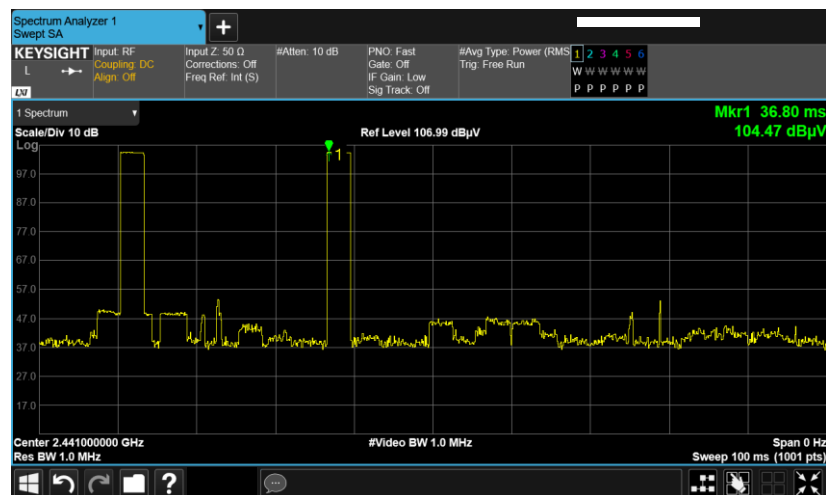 Spectrum Analyzer 1
Swept SA
+
KEYSIGHT
L
LXI
Input: RF
Coupling: DC
Align: Off
Input Z: 50 Ω
Corrections: Off
Freq Ref: Int (S)
#Atten: 10 dB
PNO: Fast
Gate: Off
IF Gain: Low
Sig Track: Off
#Avg Type: Power (RMS
Trig: Free Run
1 2 3 4 5 6
W W W W W W
P P P P P P
1 Spectrum
Scale/Div 10 dB
Ref Level 106.99 dBµV
Mkr1 36.80 ms
104.47 dBµV
Log
1
97.0
87.0
77.0
67.0
57.0
47.0
37.0
27.0
17.0
Center 2.441000000 GHz
Res BW 1.0 MHz
#Video BW 1.0 MHz
Span 0 Hz
Sweep 100 ms (1001 pts)
?